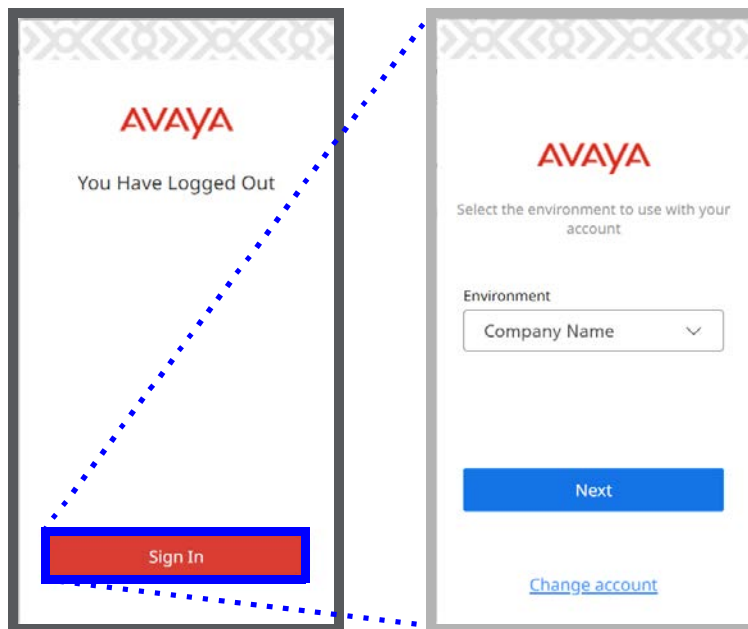 AVAYA
You Have Logged Out
Sign In
AVAYA
Select the environment to use with your
account
Environment
Company Name
Next
Change account